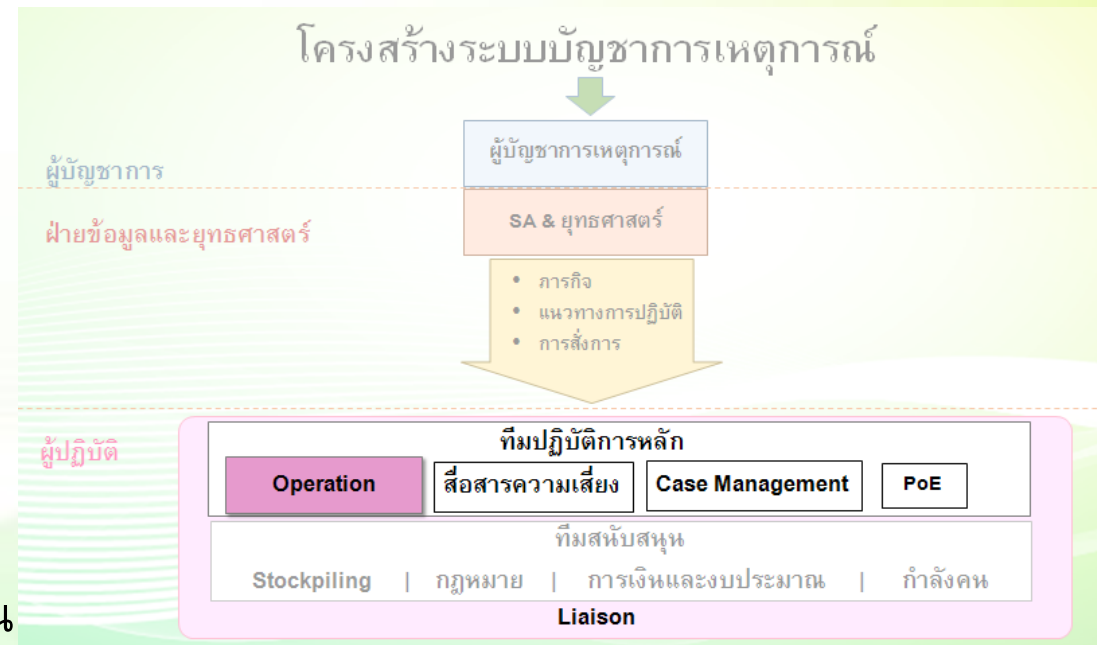 โครงสร้างระบบบัญชาการเหตุการณ์
ผู้บัญชาการเหตุการณ์
ผู้บัญชาการ
SA & ยุทธศาสตร์
ฝ่ายข้อมูลและยุทธศาสตร์
• ภารกิจ
• แนวทางการปฏิบัติ
• การสั่งการ
ผู้ปฏิบัติ
ทีมปฏิบัติการหลัก
Operation สื่อสารความเสี่ยง Case Management PoE
ทีมสนับสนุน
Stockpiling | กฎหมาย | การเงินและงบประมาณ | กำลังคน
Liaison